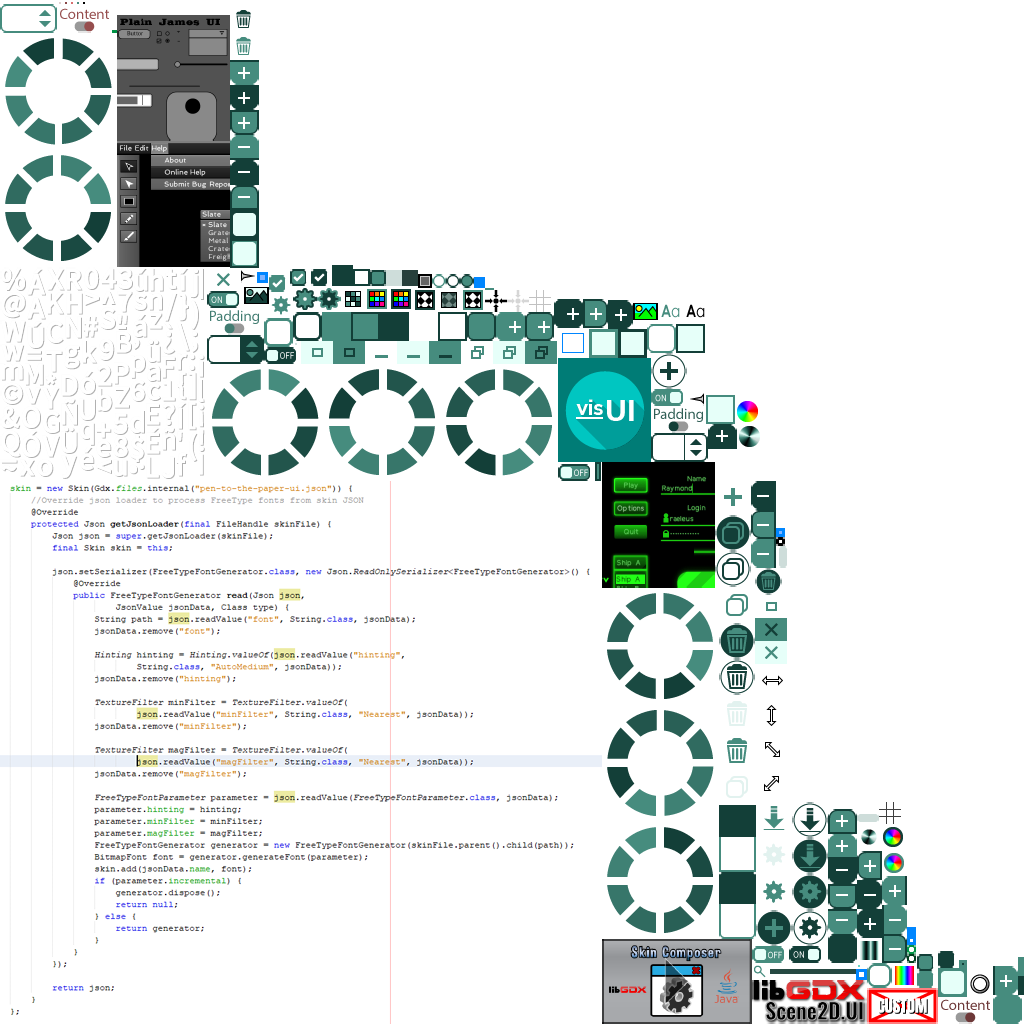 Content
Plain James UI
Button
File Edit Help
About
Online Help
Submit Bug Repo
Slate
Slate
Grate
Metal
Crate
Freigh
ON
Padding
OFF
Aa Aa
vis UI
ON
Padding
OFF
Play
Options
Quit
Ship A
Ship A
Name
Raymond
Login
raeleus
skin = new Skin(Gdx.files.internal("pen-to-the-paper-ui.json")) {
//Override json loader to process FreeType fonts from skin JSON
@Override
protected Json getJsonLoader(final FileHandle skinFile) {
Json json = super.getJsonLoader(skinFile);
final Skin skin = this;
json.setSerializer(FreeTypeFontGenerator.class, new Json.ReadOnlySerializer<FreeTypeFontGenerator>() {
@Override
public FreeTypeFontGenerator read(Json json,
JsonValue jsonData, Class type) {
String path = json.readValue("font", String.class, jsonData);
jsonData.remove("font");
Hinting hinting = Hinting.valueOf(json.readValue("hinting",
String.class, "AutoMedium", jsonData));
jsonData.remove("hinting");
TextureFilter minFilter = TextureFilter.valueOf(
json.readValue("minFilter", String.class, "Nearest", jsonData));
jsonData.remove("minFilter");
TextureFilter magFilter = TextureFilter.valueOf(
json.readValue("magFilter", String.class, "Nearest", jsonData));
jsonData.remove("magFilter");
FreeTypeFontParameter parameter = json.readValue(FreeTypeFontParameter.class, jsonData);
parameter.hinting = hinting;
parameter.minFilter = minFilter;
parameter.magFilter = magFilter;
FreeTypeFontGenerator generator = new FreeTypeFontGenerator(skinFile.parent().child(path));
BitmapFont font = generator.generateFont(parameter);
skin.add(jsonData.name, font);
if (parameter.incremental) {
generator.dispose();
return null;
} else {
return generator;
}
}
});
return json;
}
};
Skin Composer
libGDX
Java
OFF
ON
libGDX
Scene2D.UI
CUSTOM
Content